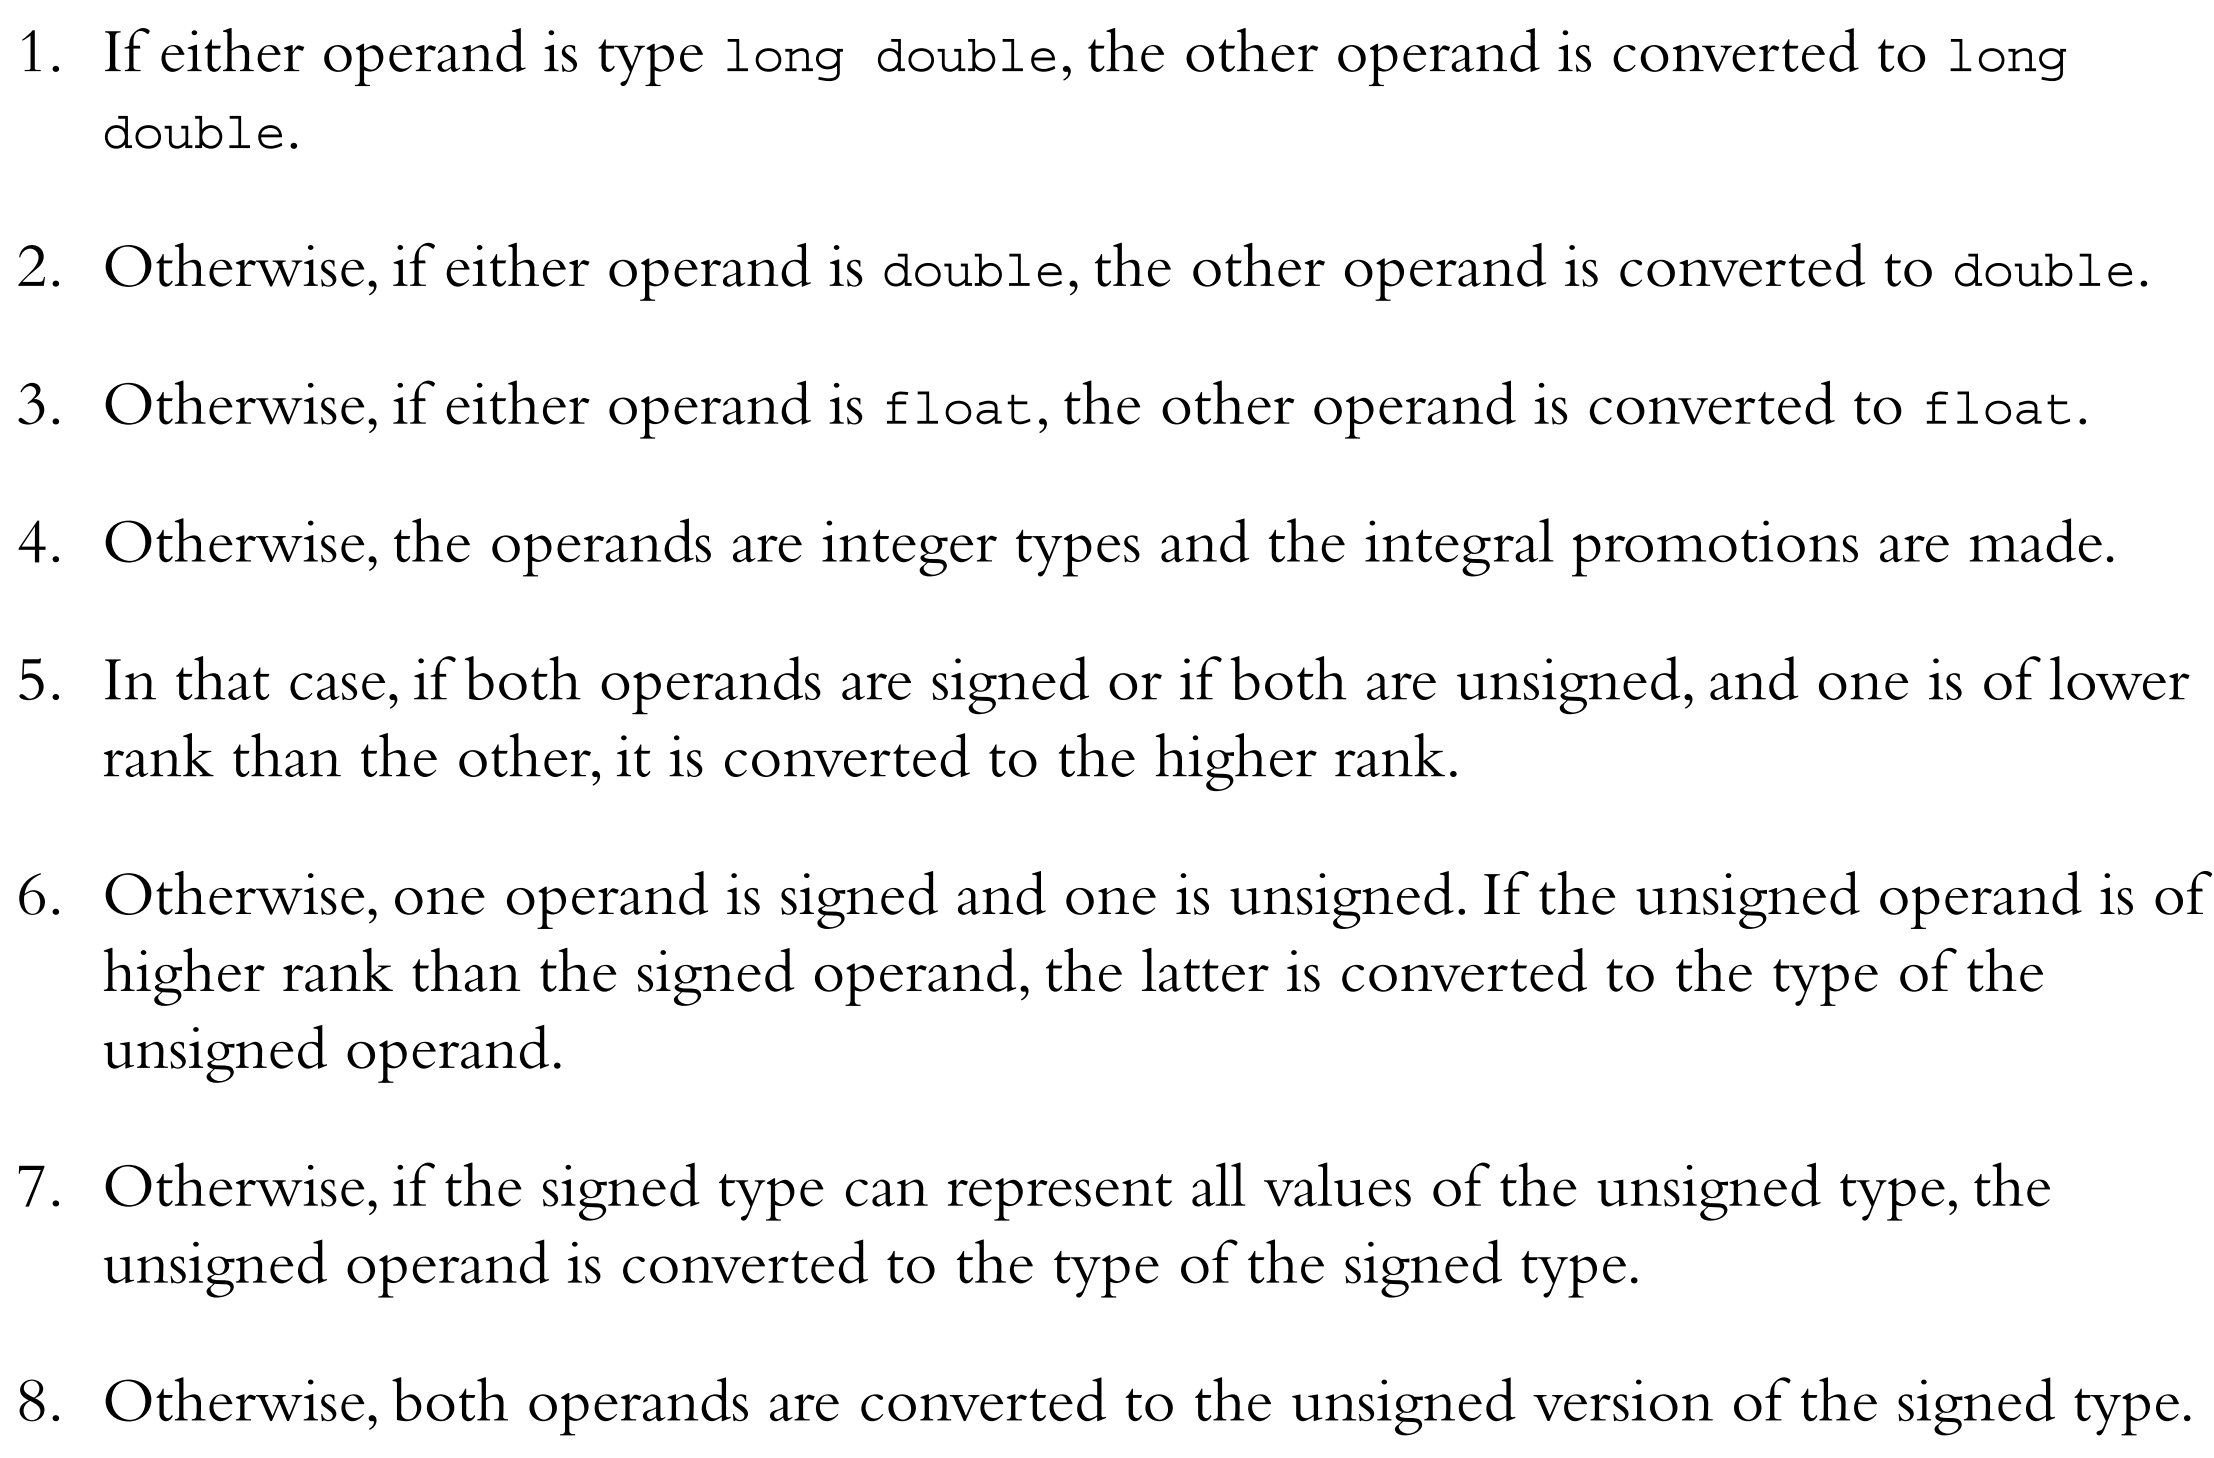 1. If either operand is type long double, the other operand is converted to long
double.
2. Otherwise, if either operand is double, the other operand is converted to double.
3. Otherwise, if either operand is float, the other operand is converted to float.
4. Otherwise, the operands are integer types and the integral promotions are made.
5. In that case, if both operands are signed or if both are unsigned, and one is of lower
rank than the other, it is converted to the higher rank.
6. Otherwise, one operand is signed and one is unsigned. If the unsigned operand is of
higher rank than the signed operand, the latter is converted to the type of the
unsigned operand.
7. Otherwise, if the signed type can represent all values of the unsigned type, the
unsigned operand is converted to the type of the signed type.
8. Otherwise, both operands are converted to the unsigned version of the signed type.